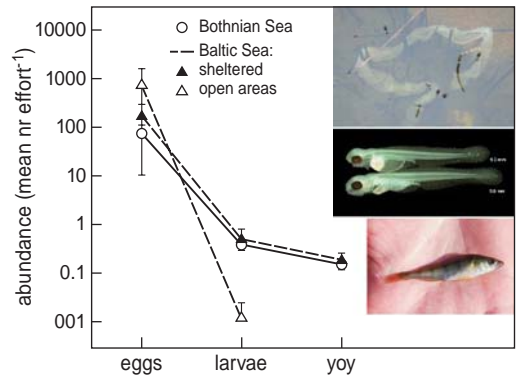 10000
1000
100
10
1
0.1
001
abundance (mean nr effort-1)
Bothnian Sea
Baltic Sea:
sheltered
open areas
eggs larvae yoy